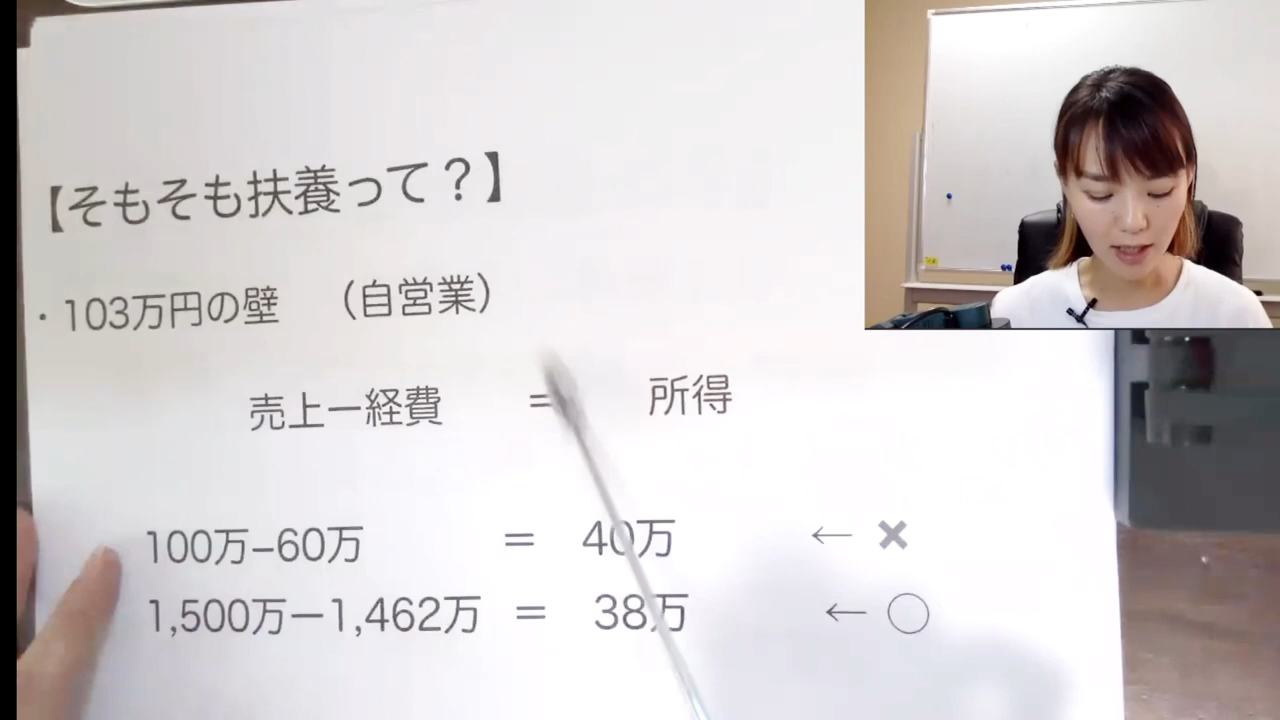 【そもそも扶養って？】
・103万円の壁　（自営業）
売上ー経費　=　所得
100万−60万　=　40万　← ×
1,500万ー1,462万　=　38万　← ○